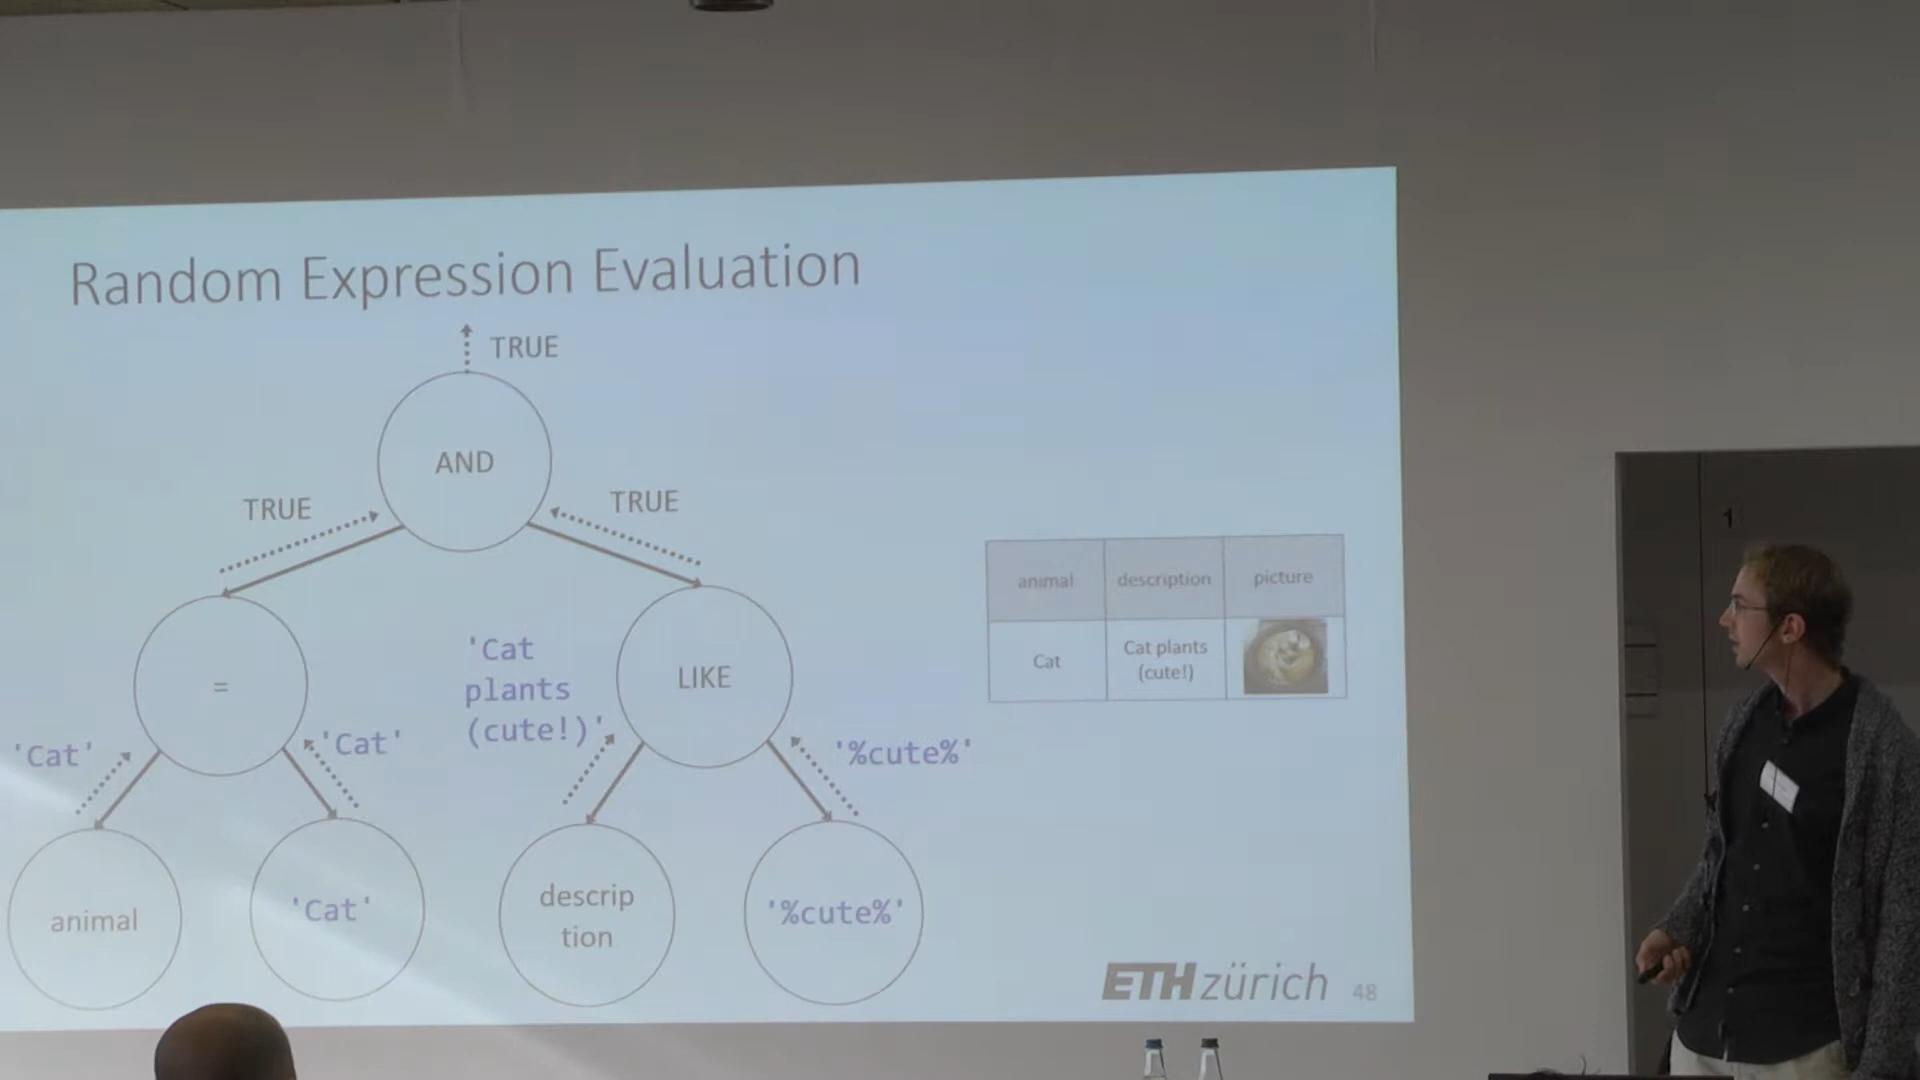 Random Expression Evaluation
TRUE
AND
TRUE
TRUE
=
'Cat
plants
(cute!)'
LIKE
'Cat'
'Cat'
'%cute%'
animal
'Cat'
descrip
tion
'%cute%'
animal description picture
Cat
Cat plants
(cute!)
ETH zürich 48
1